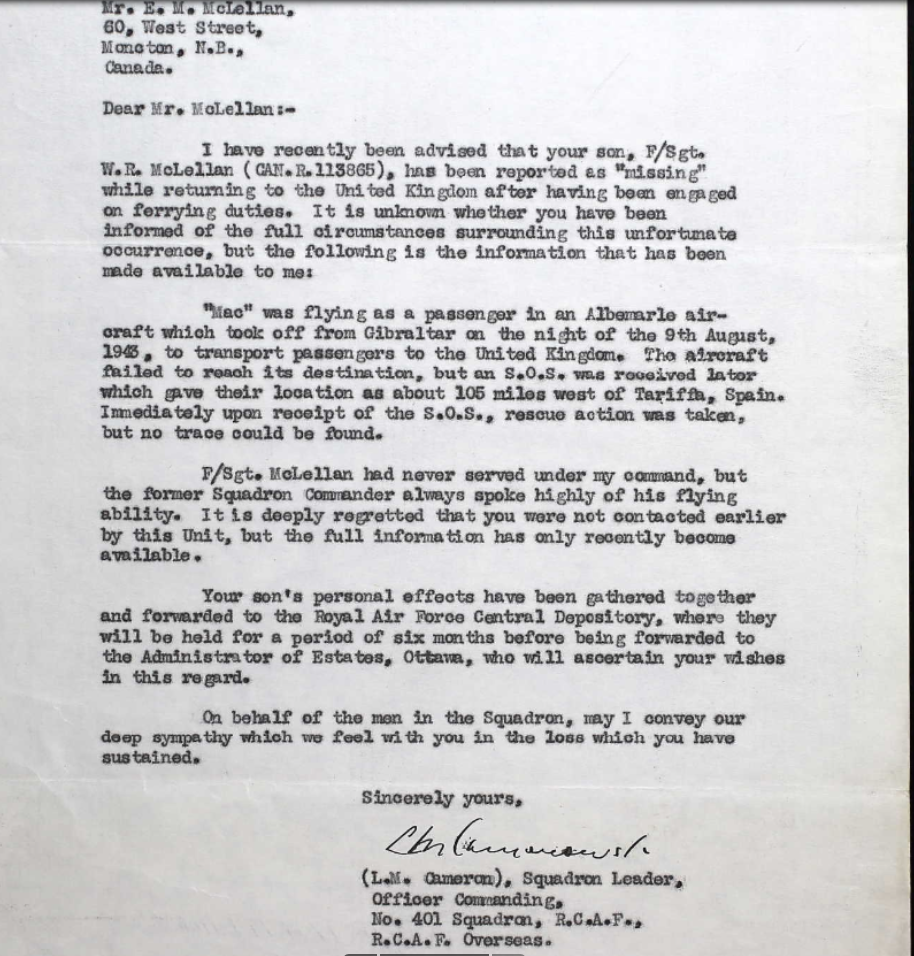 Mr. E. M. McLellan,
60, West Street,
Moncton, N.B.,
Canada.
Dear Mr. McLellan:-
I have recently been advised that your son, F/Sgt.
W.R. McLellan (CAN.R.113865), has been reported as "missing"
while returning to the United Kingdom after having been engaged
on ferrying duties. It is unknown whether you have been
informed of the full circumstances surrounding this unfortunate
occurrence, but the following is the information that has been
made available to me:
"Mac" was flying as a passenger in an Albemarle air-
craft which took off from Gibraltar on the night of the 9th August,
1943, to transport passengers to the United Kingdom. The aircraft
failed to reach its destination, but an S.O.S. was received later
which gave their location as about 105 miles west of Tariffa, Spain.
Immediately upon receipt of the S.O.S., rescue action was taken,
but no trace could be found.
F/Sgt. McLellan had never served under my command, but
the former Squadron Commander always spoke highly of his flying
ability. It is deeply regretted that you were not contacted earlier
by this Unit, but the full information has only recently become
available.
Your son's personal effects have been gathered together
and forwarded to the Royal Air Force Central Depository, where they
will be held for a period of six months before being forwarded to
the Administrator of Estates, Ottawa, who will ascertain your wishes
in this regard.
On behalf of the men in the Squadron, may I convey our
deep sympathy which we feel with you in the loss which you have
sustained.
Sincerely yours,
(L.M. Cameron), Squadron Leader,
Officer Commanding,
No. 401 Squadron, R.C.A.F.,
R.C.A.F. Overseas.